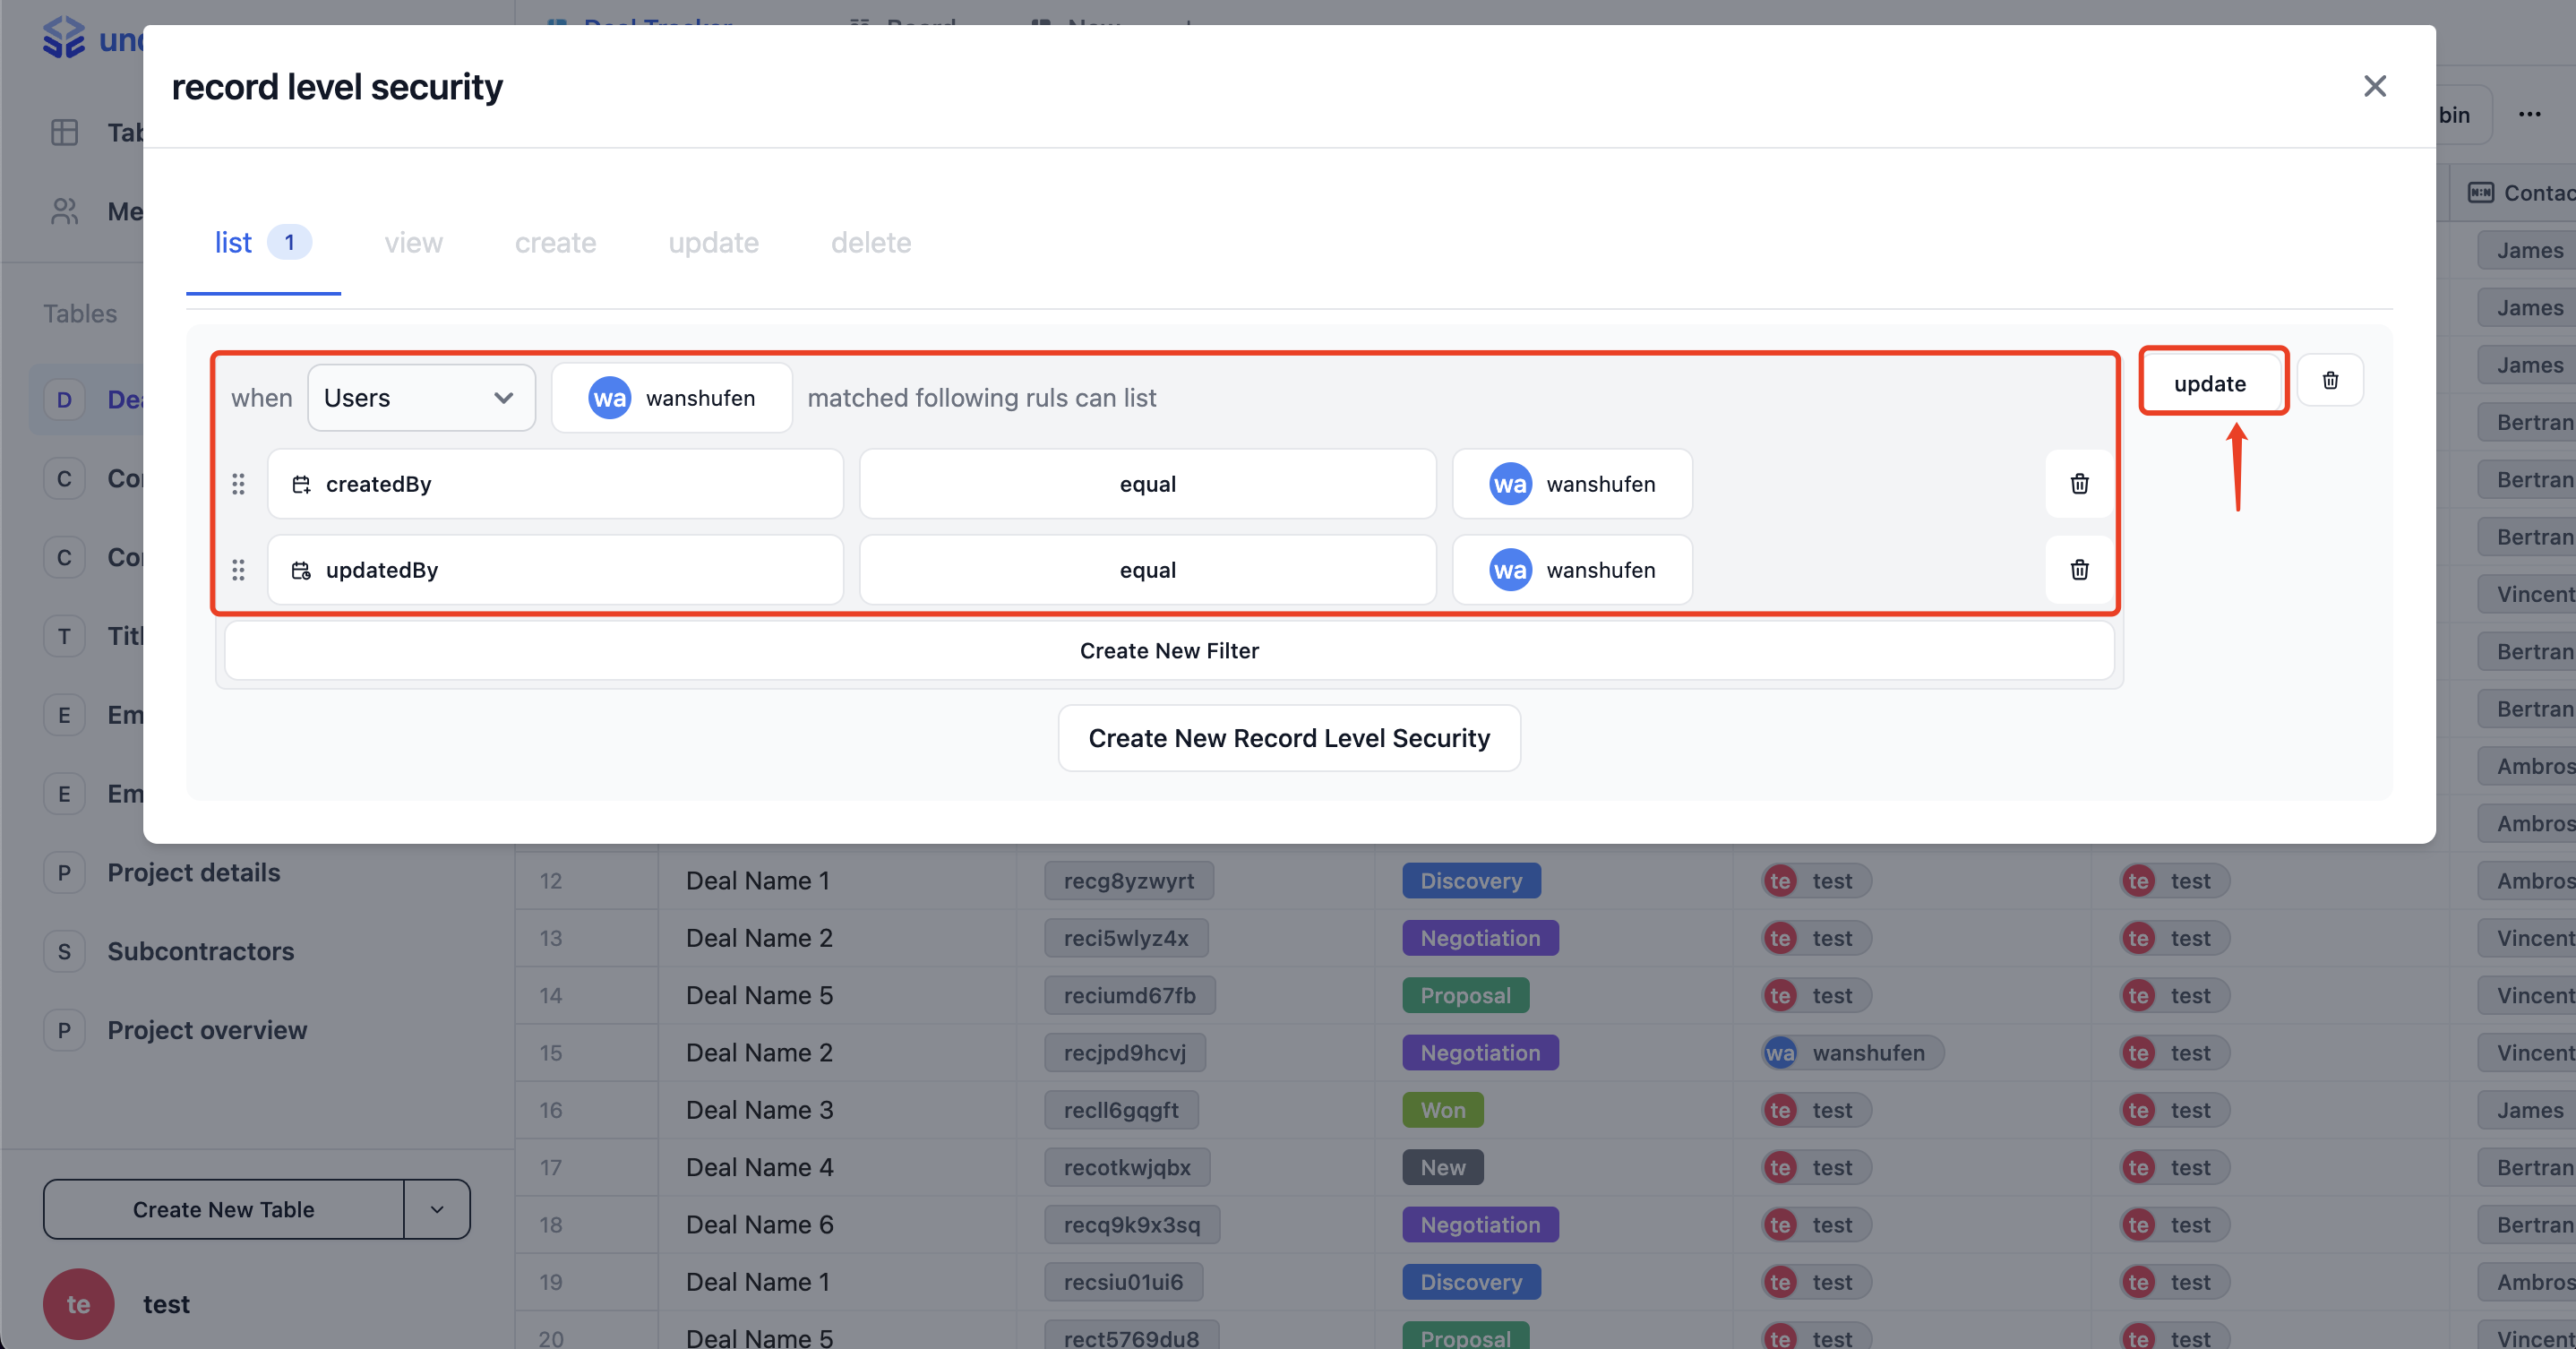 und
Deal Tracker
Board
New
record level security
bin
Tab
Me
Contac
list 1 view create update delete
Tables
when Users wa wanshufen matched following ruls can list
update
createdBy equal wa wanshufen
updatedBy equal wa wanshufen
Create New Filter
Create New Record Level Security
D Dea
C Co
C Co
T Titl
E Em
E Em
P Project details
S Subcontractors
P Project overview
James
James
James
Bertran
Bertran
Bertran
Vincent
Bertran
Bertran
Ambros
Ambros
12 Deal Name 1 recg8yzwyrt Discovery te test te test Ambros
13 Deal Name 2 reci5wlyz4x Negotiation te test te test Vincent
14 Deal Name 5 reciumd67fb Proposal te test te test Vincent
15 Deal Name 2 recjpd9hcvj Negotiation wa wanshufen te test Vincent
16 Deal Name 3 recll6gqgft Won te test te test James
17 Deal Name 4 recotkwjqbx New te test te test Bertran
18 Deal Name 6 recq9k9x3sq Negotiation te test te test Bertran
19 Deal Name 1 recsiu01ui6 Discovery te test te test Ambros
20 Deal Name 5 rect5769du8 Proposal te test te test Vincent
Create New Table
te test